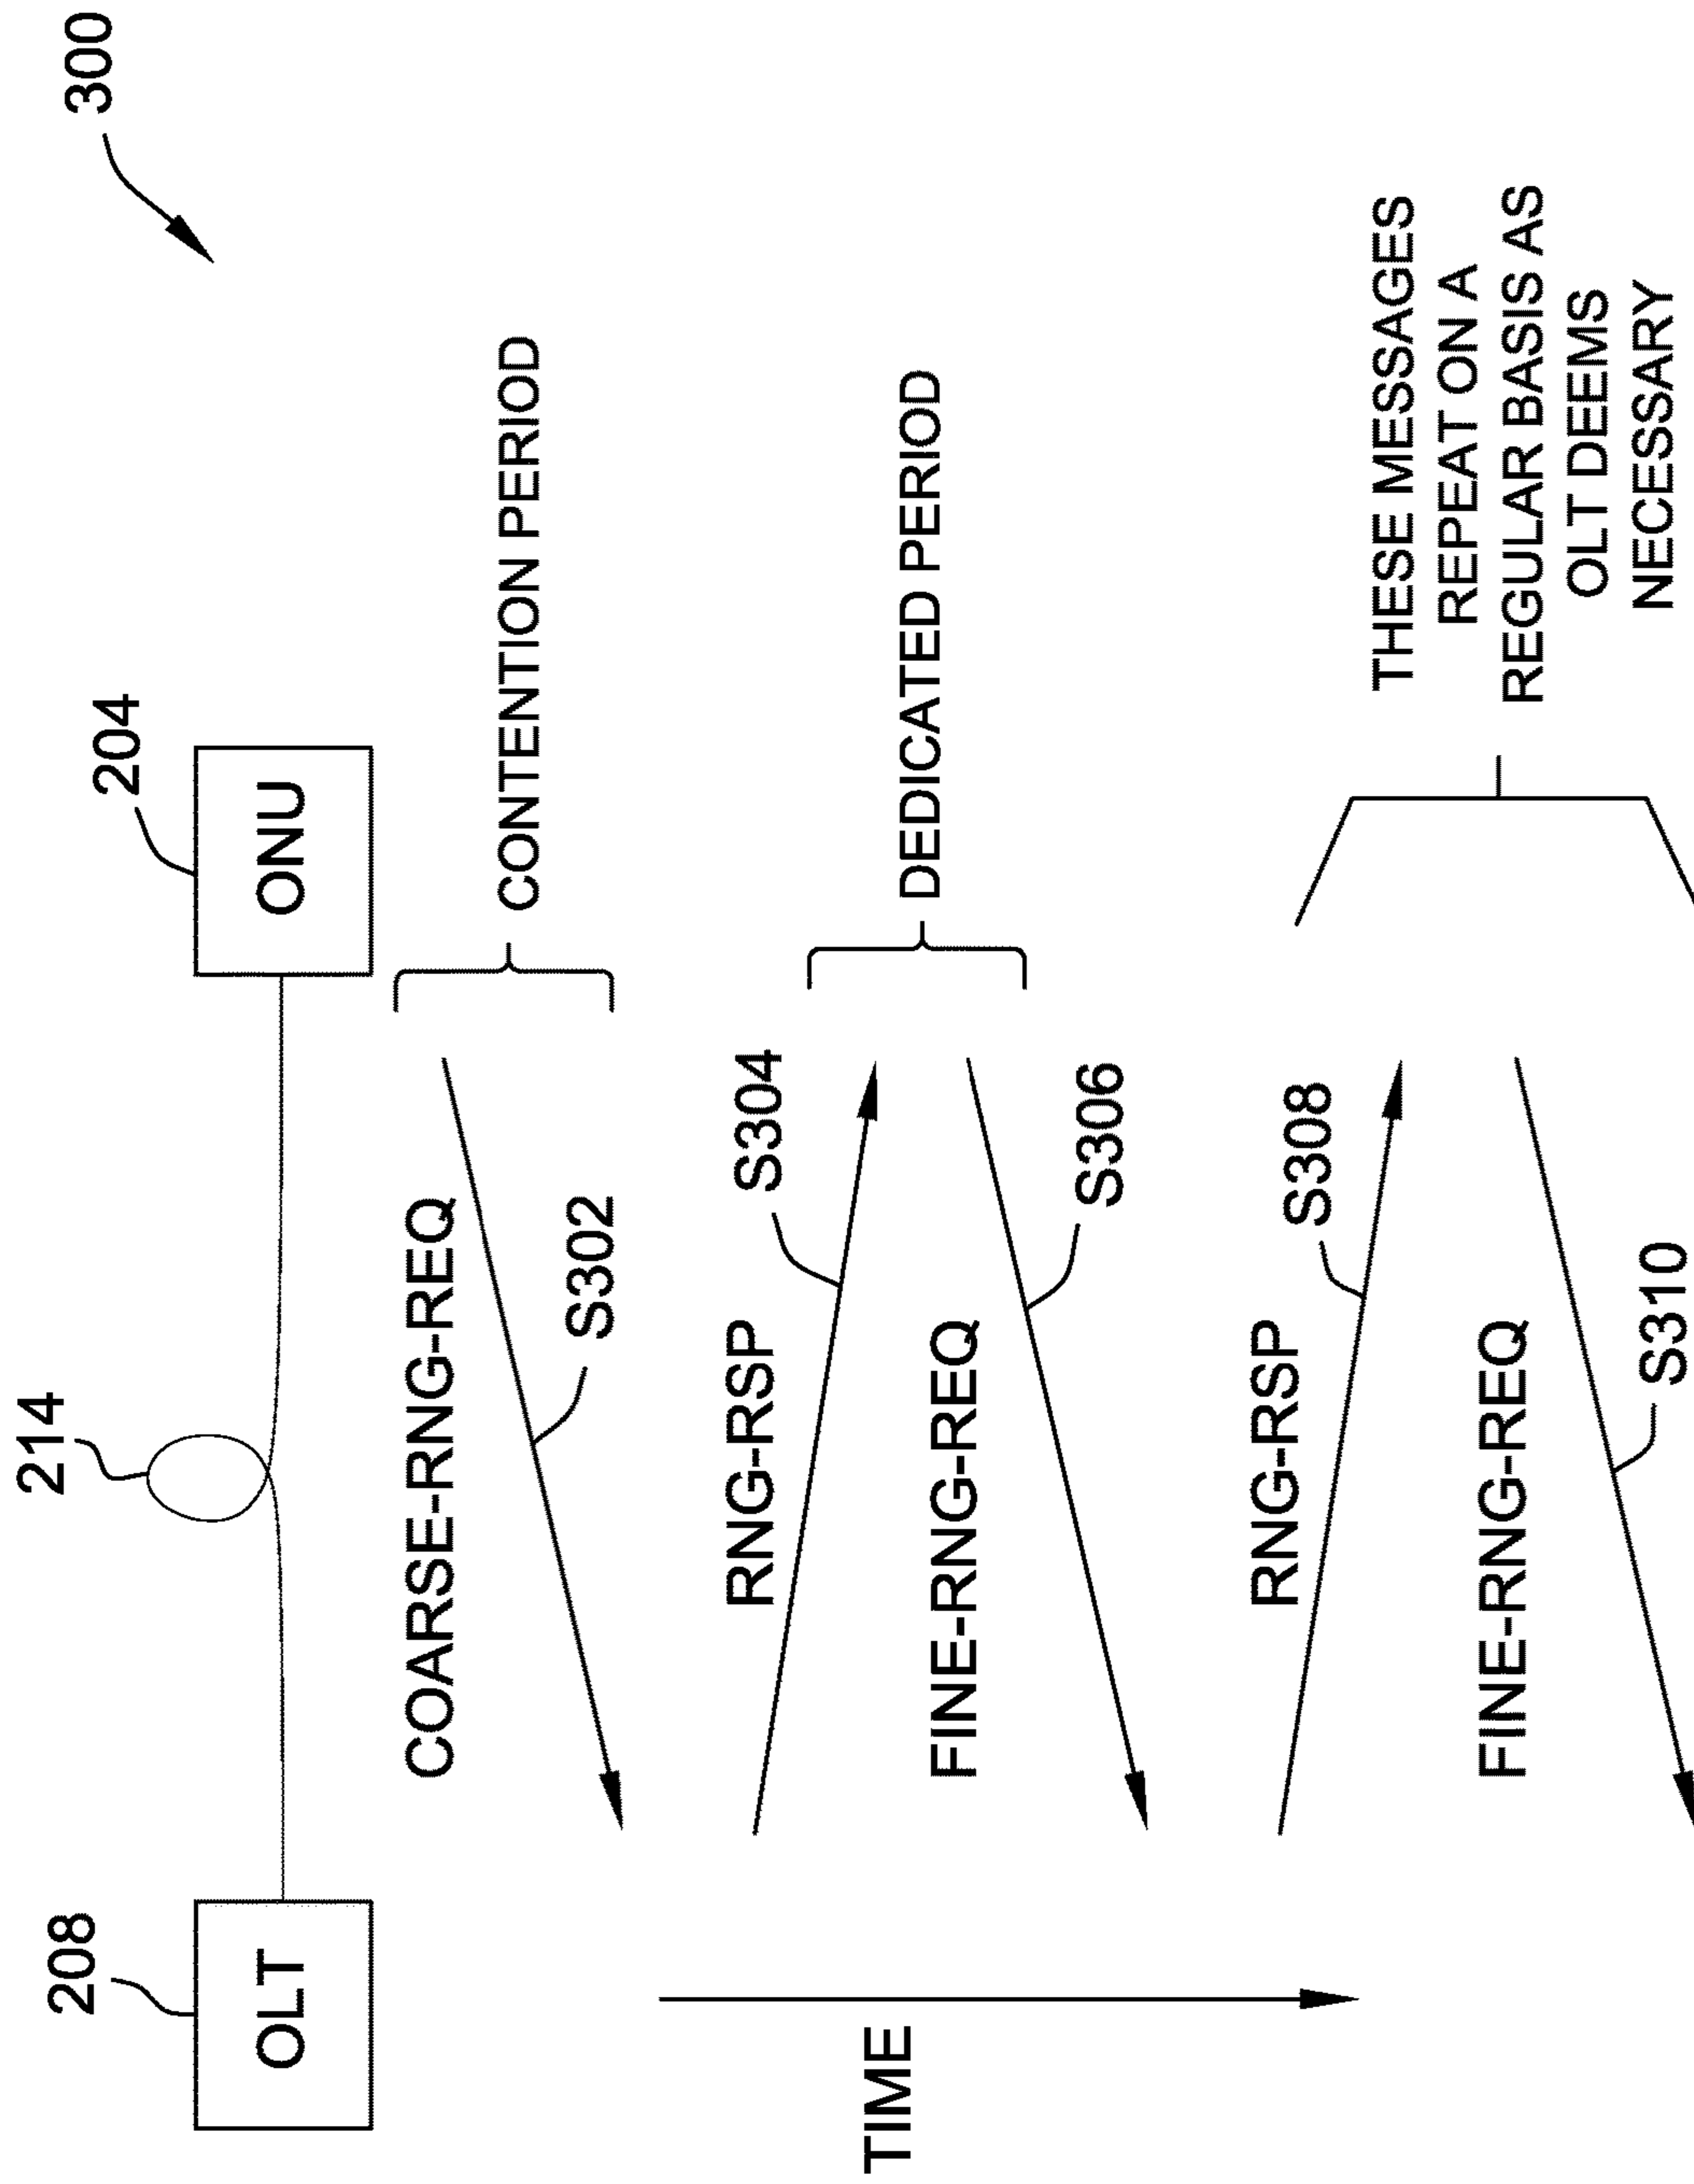 300
214
208
204
OLT
ONU
COARSE-RNG-REQ
S302
CONTENTION PERIOD
RNG-RSP
S304
DEDICATED PERIOD
FINE-RNG-REQ
S306
TIME
RNG-RSP
S308
FINE-RNG-REQ
S310
THESE MESSAGES
REPEAT ON A
REGULAR BASIS AS
OLT DEEMS
NECESSARY